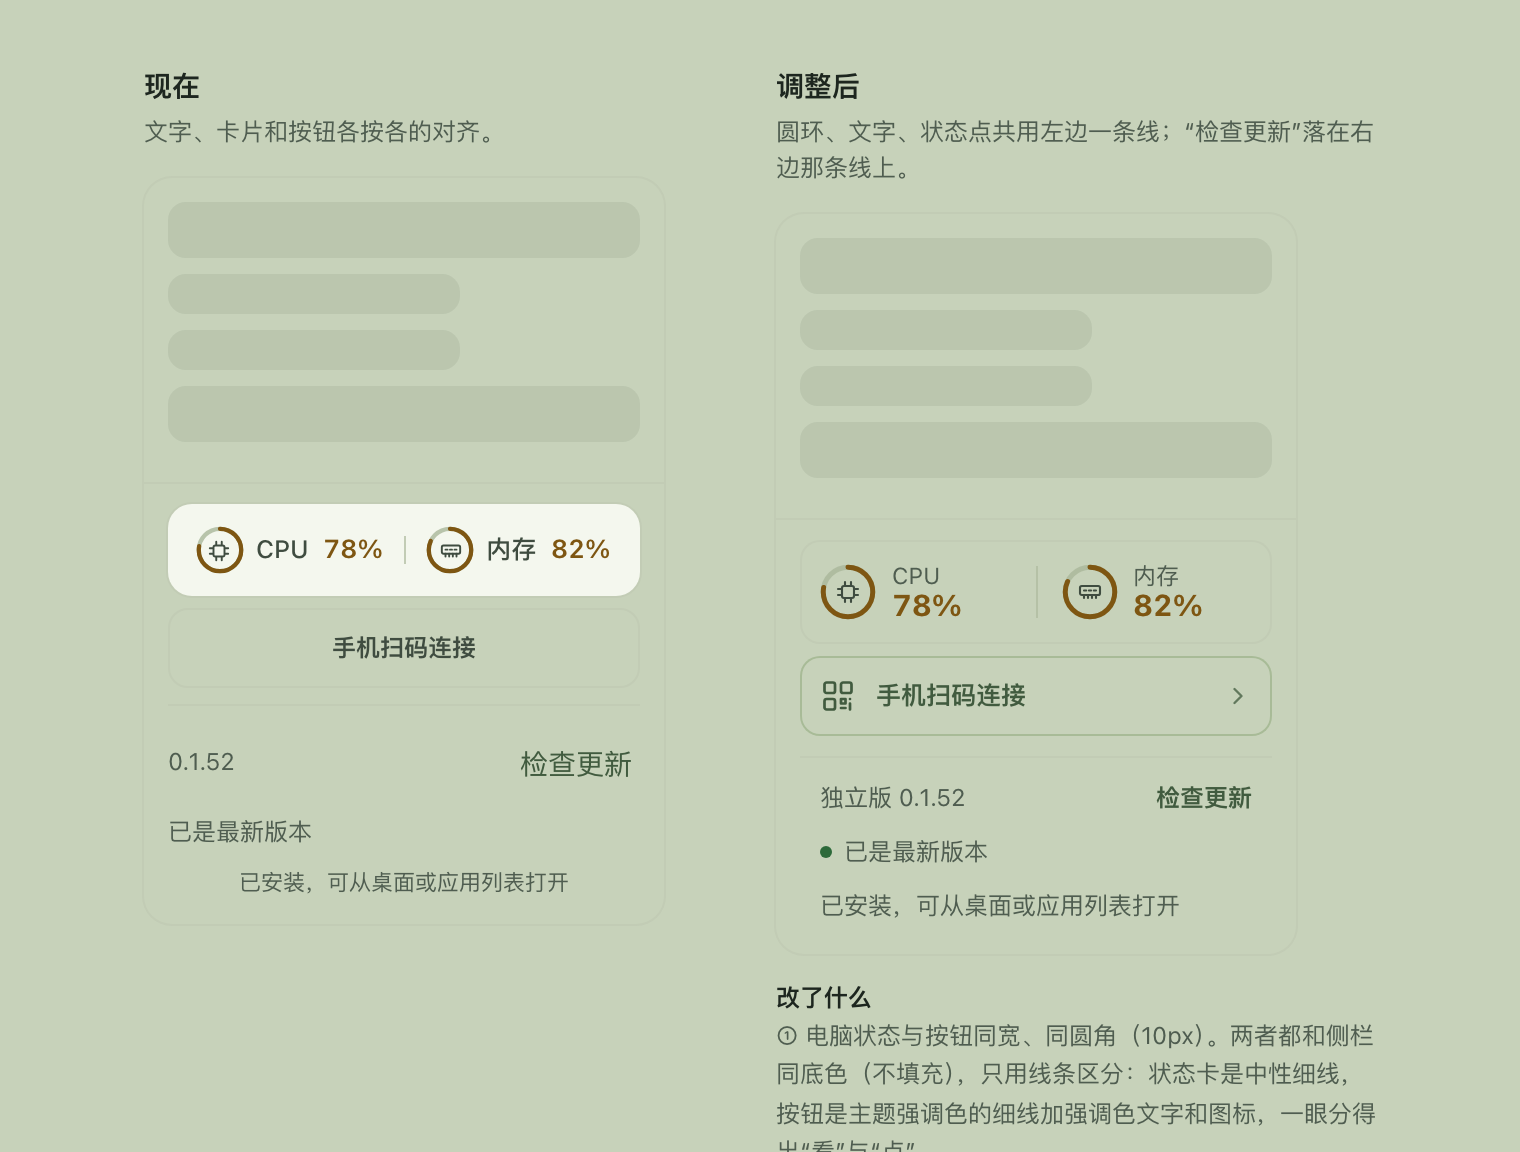 现在
文字、卡片和按钮各按各的对齐。
CPU 78% 内存 82%
手机扫码连接
0.1.52 检查更新
已是最新版本
已安装，可从桌面或应用列表打开
调整后
圆环、文字、状态点共用左边一条线；“检查更新”落在右
边那条线上。
CPU 内存
78% 82%
手机扫码连接
独立版 0.1.52 检查更新
已是最新版本
已安装，可从桌面或应用列表打开
改了什么
① 电脑状态与按钮同宽、同圆角（10px）。两者都和侧栏
同底色（不填充），只用线条区分：状态卡是中性细线，
按钮是主题强调色的细线加强调色文字和图标，一眼分得
出“看”与“点”